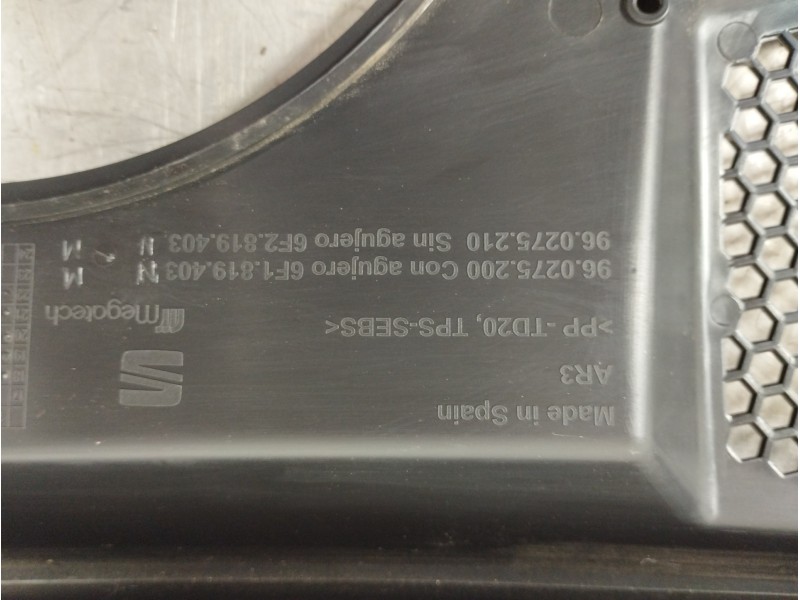 Made in Spain
AR3
>PP -TD20, TPS-SEBS<
Megatech
96.0275.200 Con agujero 6F1.819.403
96.0275.210 Sin agujero 6F2.819.403